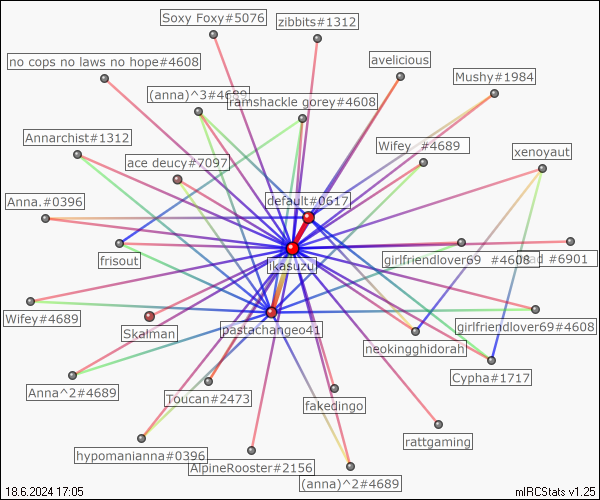 Soxy Foxy#5076
zibbits#1312
no cops no laws no hope#4608
avelicious
Mushy#1984
(anna)^3#4689
ramshackle gorey#4608
Annarchist#1312
ace deucy#7097
Wifey #4689
xenoyaut
Anna.#0396
default#0617
frisout
ikasuzu
girlfriendlover69 #4608
#6901
Wifey#4689
Skalman
pastachangeo41
girlfriendlover69#4608
neokingghidorah
Cypha#1717
Anna^2#4689
Toucan#2473
fakedingo
rattgaming
hypomanianna#0396
AlpineRooster#2156
(anna)^2#4689
18.6.2024 17:05
mIRCStats v1.25